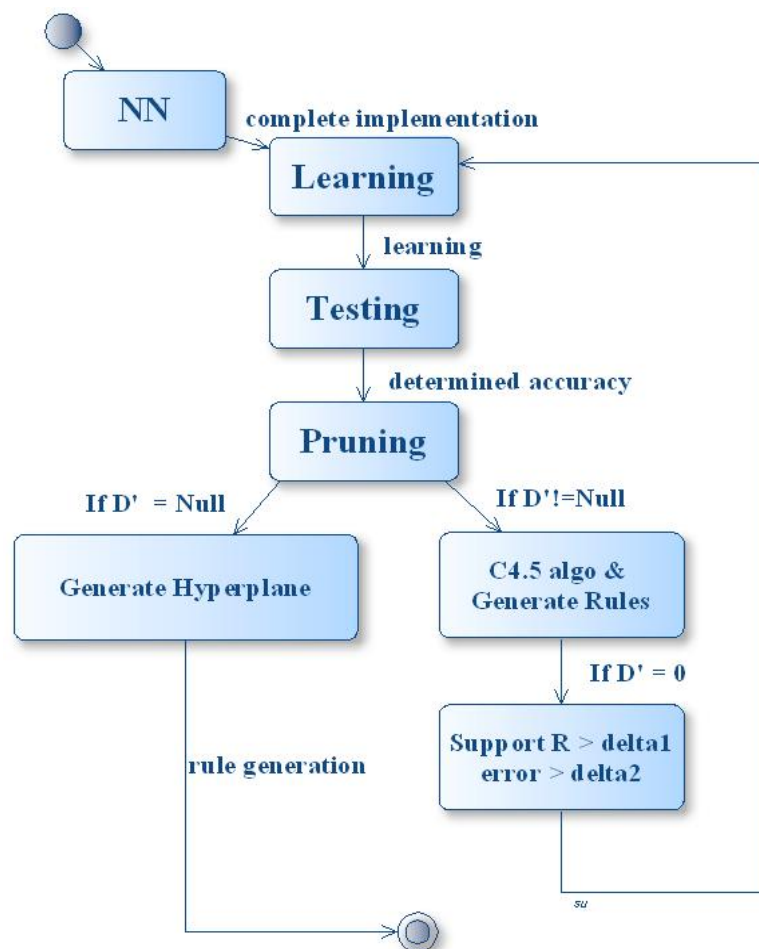 NN
complete implementation
Learning
learning
Testing
determined accuracy
Pruning
If D' = Null
If D'!=Null
Generate Hyperplane
C4.5 algo &
Generate Rules
If D' = 0
Support R > delta1
error > delta2
rule generation
su